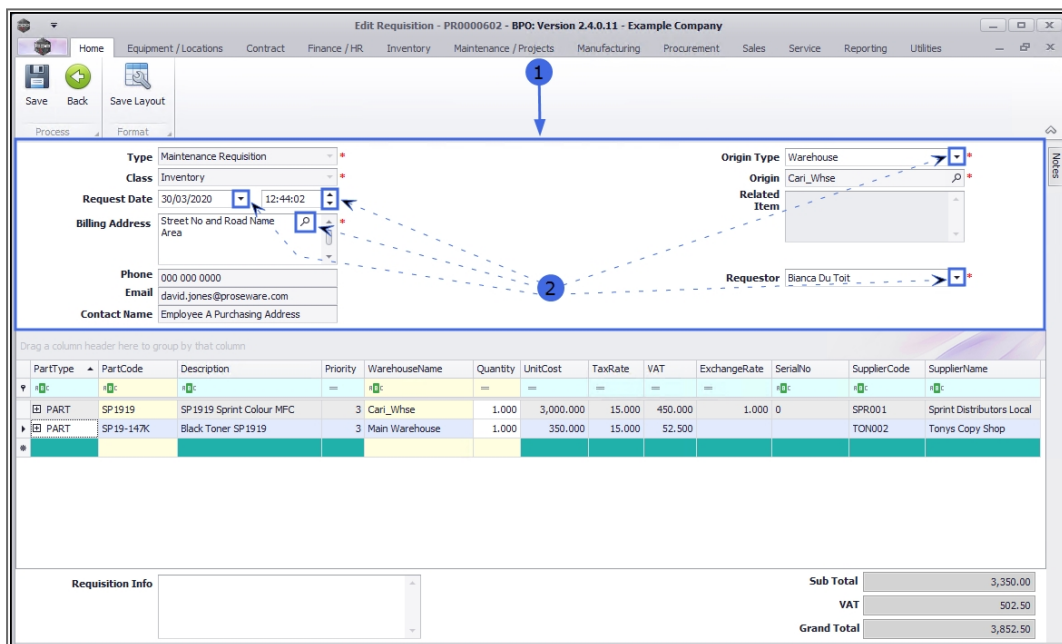 Edit Requisition - PR0000602 - BPO: Version 2.4.0.11 - Example Company
Home Equipment / Locations Contract Finance / HR Inventory Maintenance / Projects Manufacturing Procurement Sales Service Reporting Utilities
1
Save Back Save Layout
Process Format
Notes
Type Maintenance Requisition * Origin Type Warehouse *
Class Inventory * Origin Cari_Whse *
Request Date 30/03/2020 12:44:02 Related
Item
Billing Address Street No and Road Name *
Area
Phone 000 000 0000 Requestor Bianca Du Toit *
2
Email david.jones@proseware.com
Contact Name Employee A Purchasing Address
Drag a column header here to group by that column
PartType PartCode Description Priority WarehouseName Quantity UnitCost TaxRate VAT ExchangeRate SerialNo SupplierCode SupplierName
PART SP1919 SP1919 Sprint Colour MFC 3 Cari_Whse 1.000 3,000.000 15.000 450.000 1.000 0 SPR001 Sprint Distributors Local
PART SP19-147K Black Toner SP1919 3 Main Warehouse 1.000 350.000 15.000 52.500 TON002 Tonys Copy Shop
Requisition Info
Sub Total 3,350.00
VAT 502.50
Grand Total 3,852.50